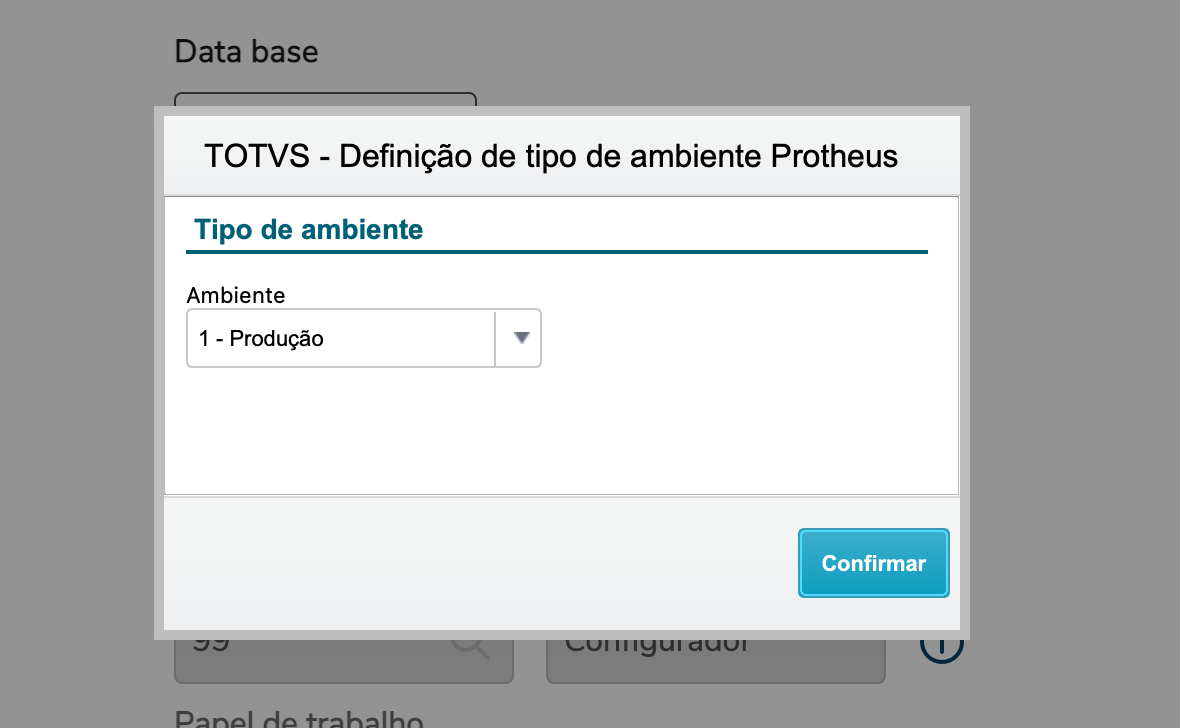 Data base
TOTVS - Definição de tipo de ambiente Protheus
Tipo de ambiente
Ambiente
1 - Produção
Confirmar
99
Configurador
Papel de trabalho